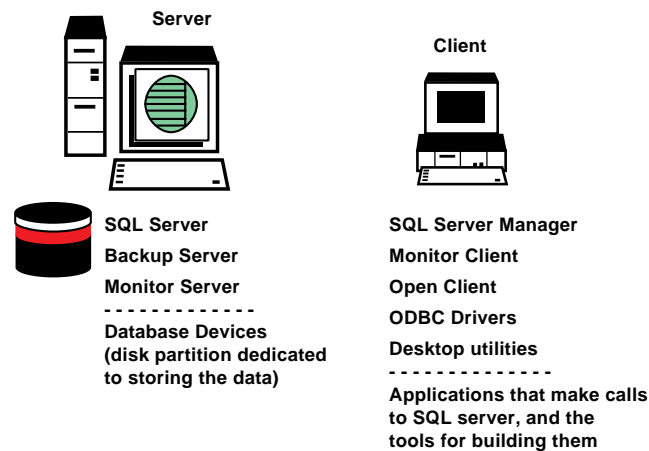 Server
SQL Server
Backup Server
Monitor Server
- - - - - - - - - - - - -
Database Devices
(disk partition dedicated
to storing the data)
Client
SQL Server Manager
Monitor Client
Open Client
ODBC Drivers
Desktop utilities
- - - - - - - - - - - - - -
Applications that make calls
to SQL server, and the
tools for building them